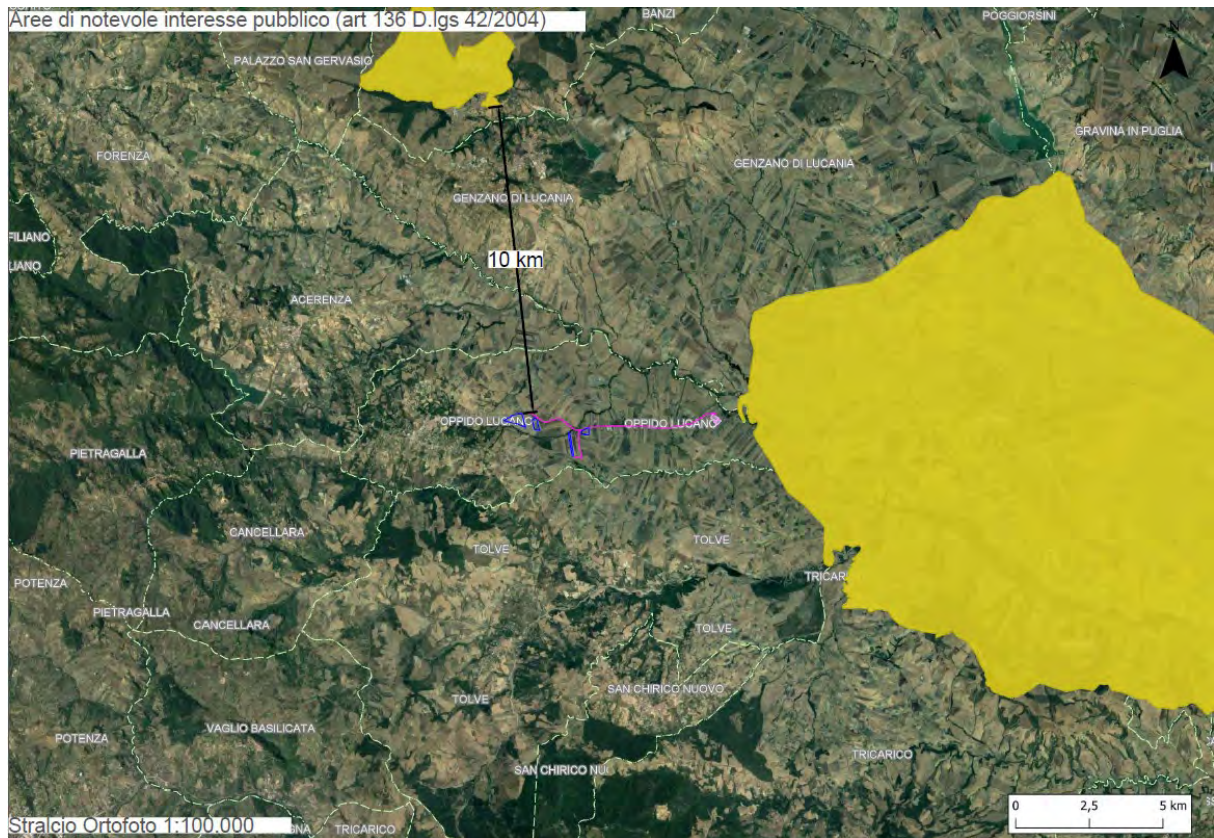 Aree di notevole interesse pubblico (art 136 D.lgs 42/2004)
BANZI
POGGIORSINI
N
PALAZZO SAN GERVASIO
GRAVINA IN PUGLIA
FORENZA
GENZANO DI LUCANIA
GENZANO DI LUCANIA
FILIANO
LIANO
10 km
ACERENZA
OPPIDO LUCANO
OPPIDO LUCANO
PIETRAGALLA
CANCELLARA
TOLVE
TOLVE
POTENZA
TRICAR
PIETRAGALLA
CANCELLARA
TOLVE
SAN CHIRICO NUOVO
TOLVE
VAGLIO BASILICATA
POTENZA
TRICARICO
SAN CHIRICO NU
0 2,5 5 km
Stralcio Ortofoto 1:100.000
GNA
TRICARICO